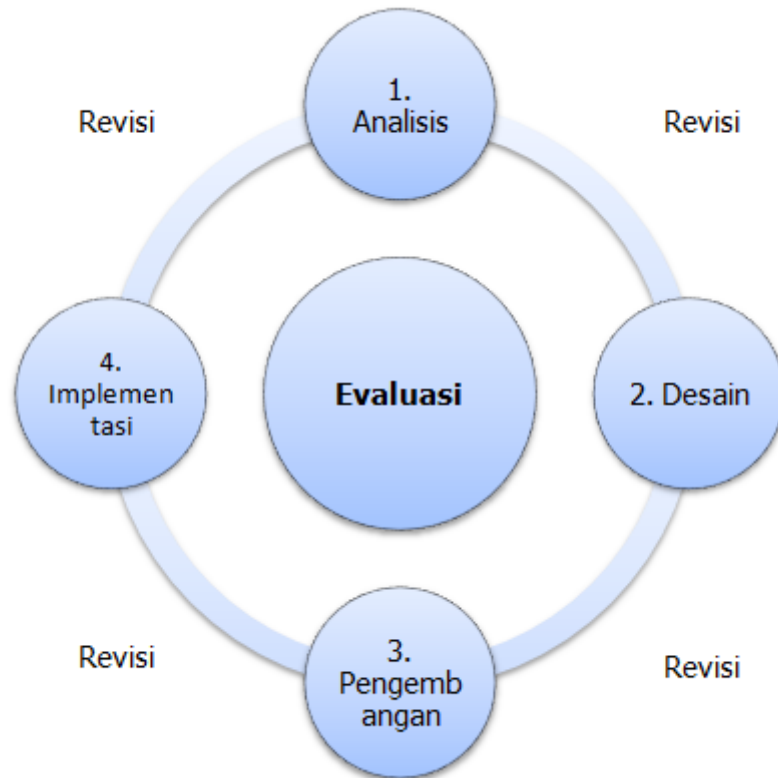 1.
Analisis
Revisi
Revisi
4.
Implemen
tasi
Evaluasi
2. Desain
3.
Pengemb
angan
Revisi
Revisi